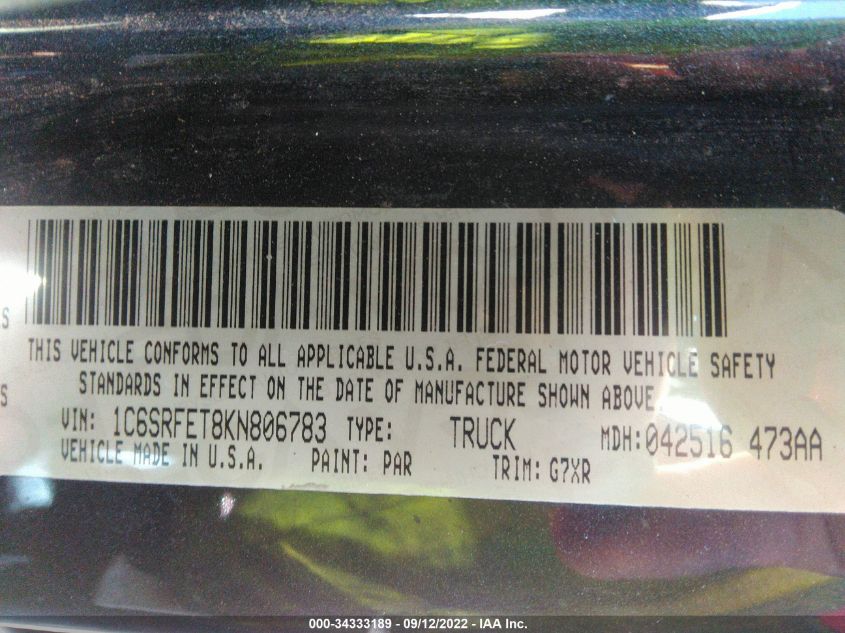 S
THIS VEHICLE CONFORMS TO ALL APPLICABLE U.S.A. FEDERAL MOTOR VEHICLE SAFETY
S
STANDARDS IN EFFECT ON THE DATE OF MANUFACTURE SHOWN ABOVE
VIN: 1C6SRFET8KN806783 TYPE: TRUCK MDH:042516 473AA
VEHICLE MADE IN U.S.A. PAINT: PAR TRIM: G7XR
000-34333189 - 09/12/2022 - IAA Inc.